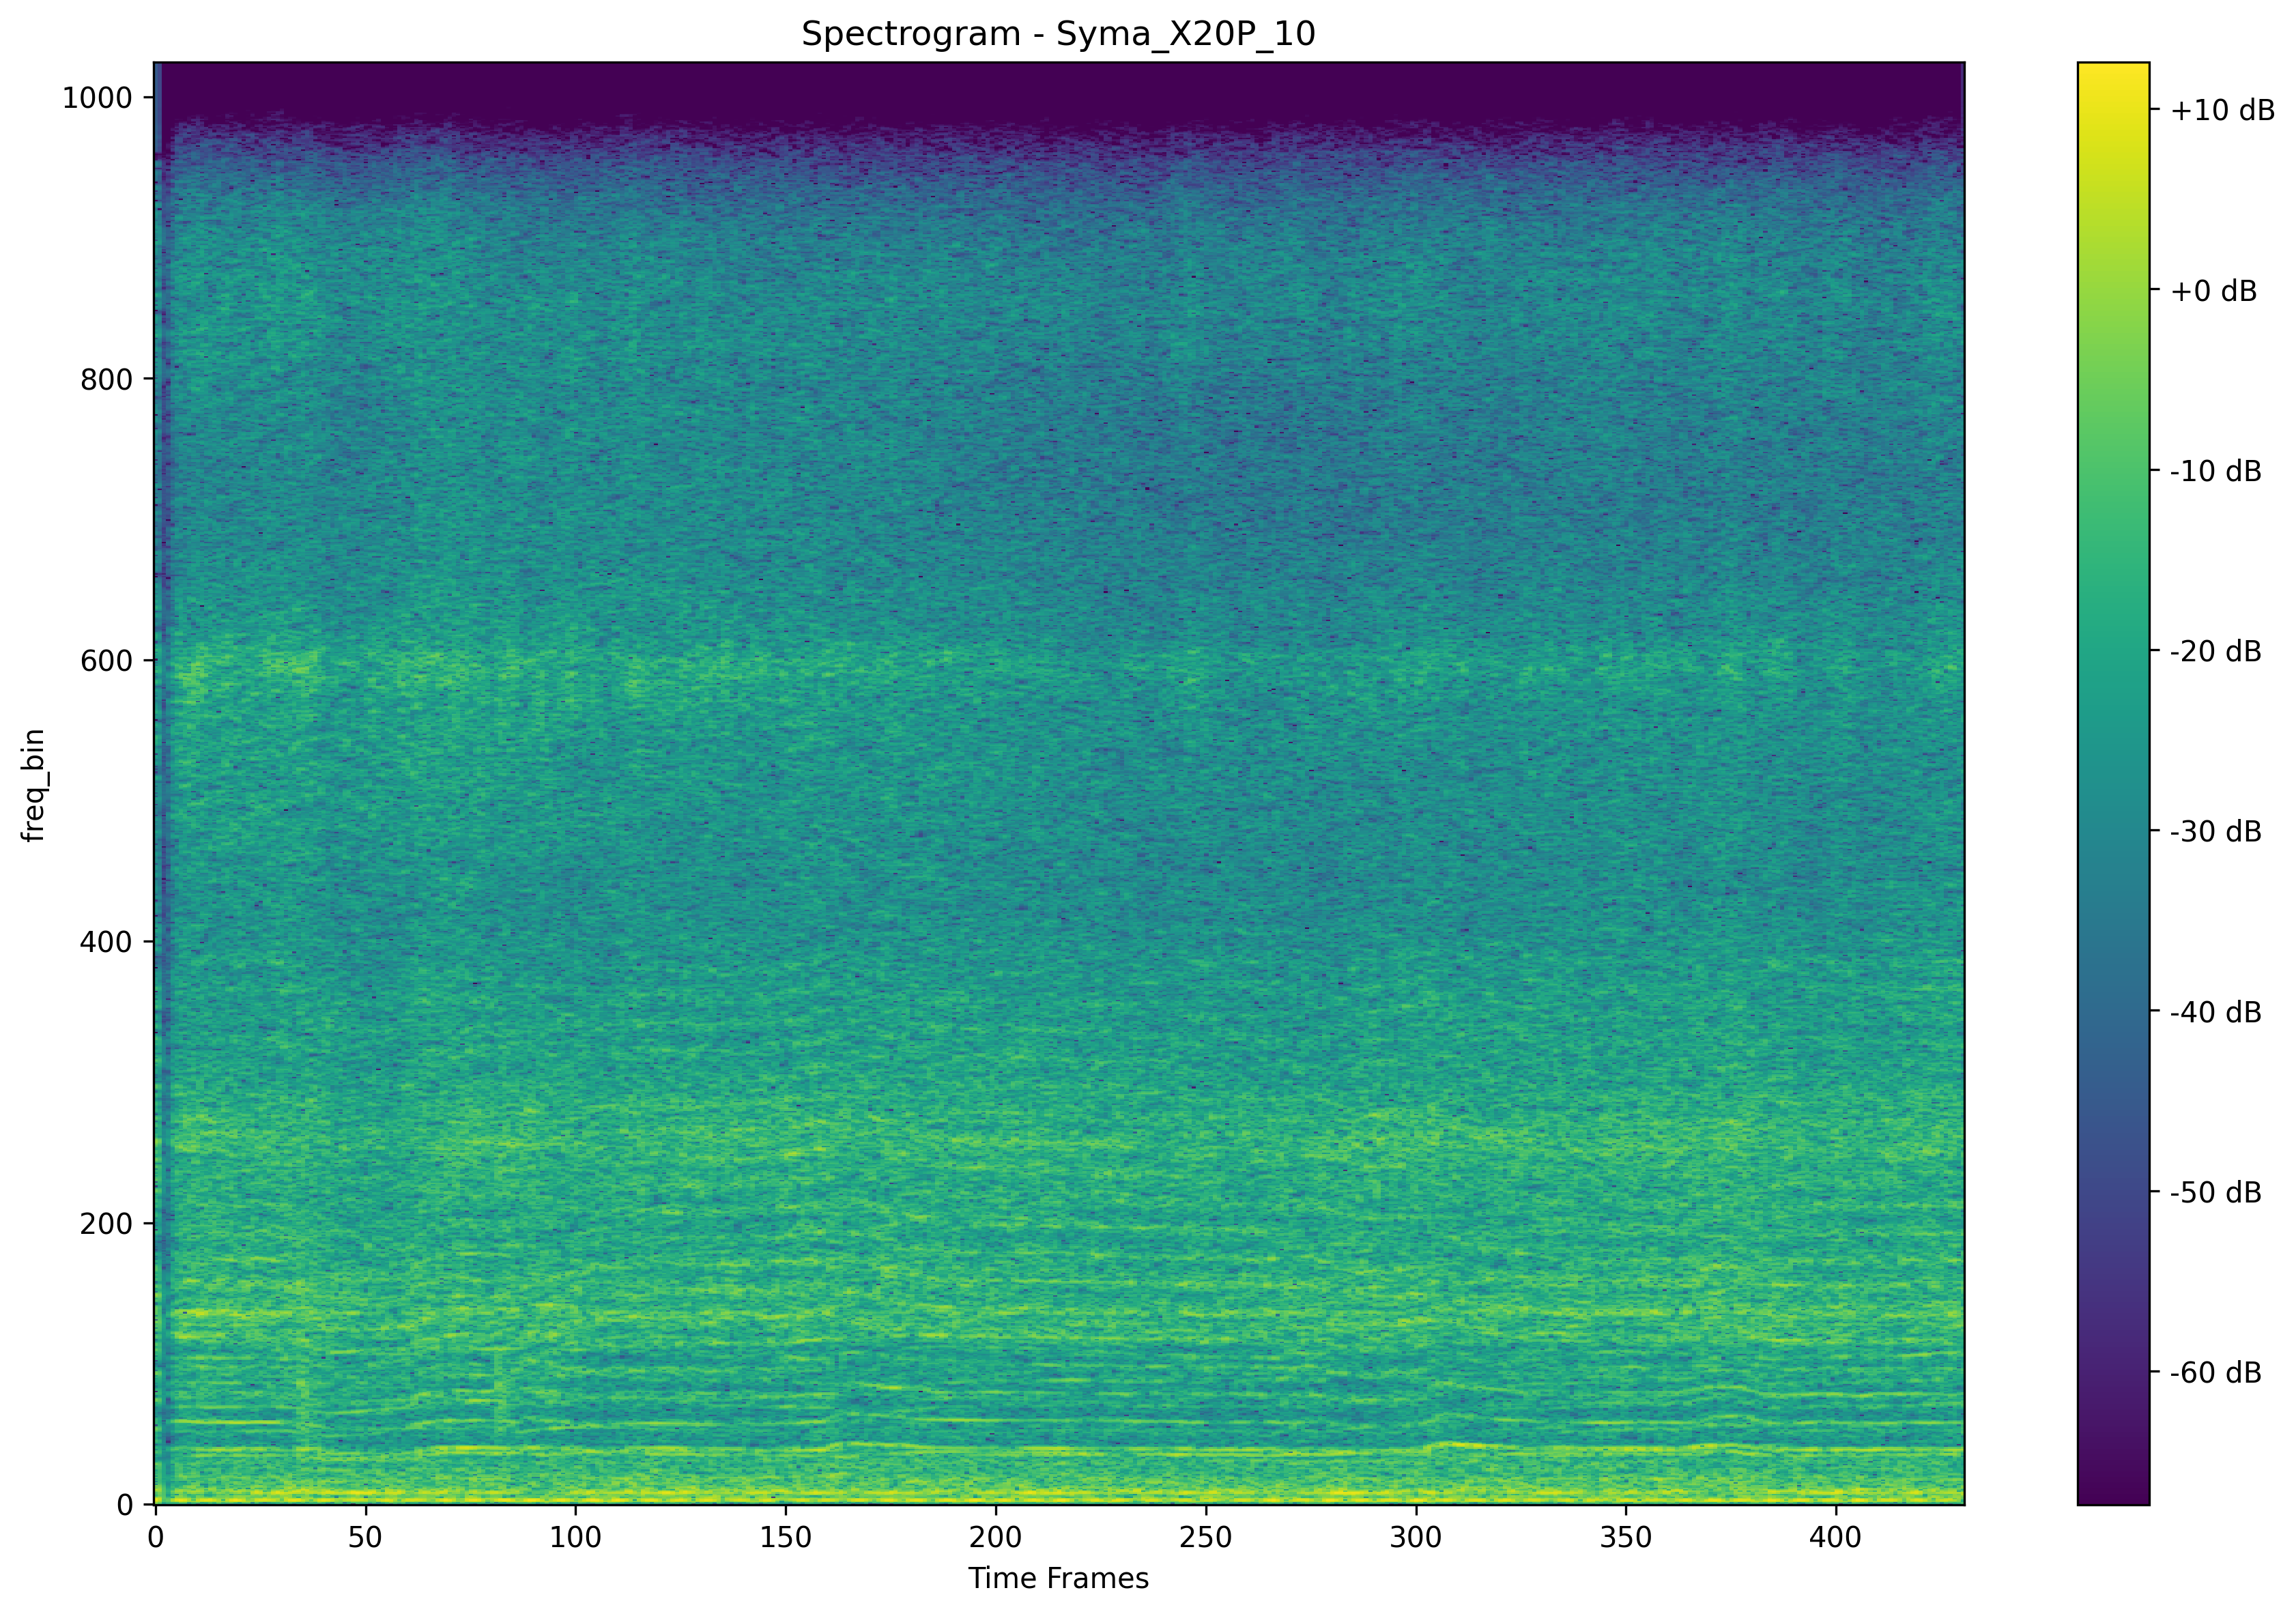 Spectrogram - Syma_X20P_10
1000
800
600
400
200
0
freq_bin
0 50 100 150 200 250 300 350 400
Time Frames
+10 dB
+0 dB
-10 dB
-20 dB
-30 dB
-40 dB
-50 dB
-60 dB